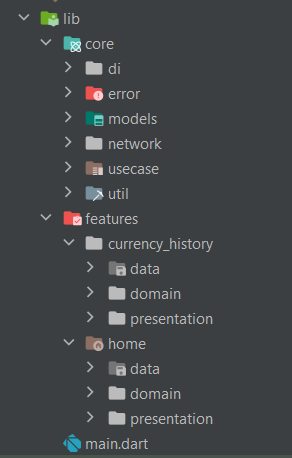 lib
core
di
error
models
network
usecase
util
features
currency_history
data
domain
presentation
home
data
domain
presentation
main.dart